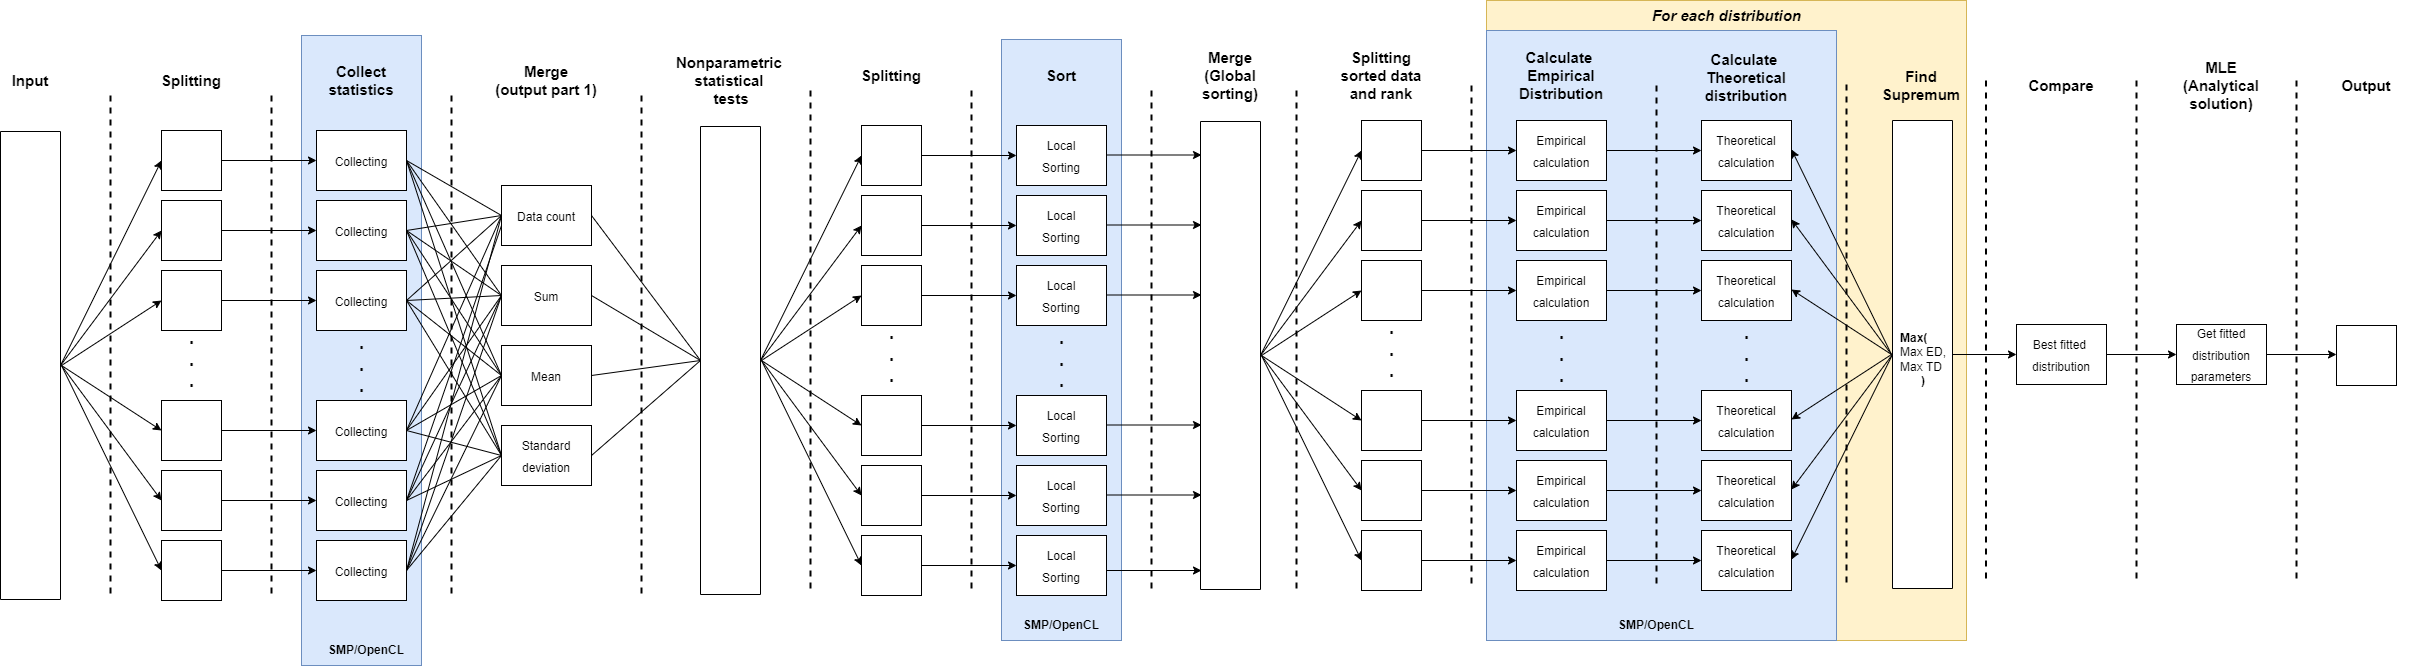 For each distribution
Input
Splitting
Collect
statistics
Merge
(output part 1)
Nonparametric
statistical
tests
Splitting
Sort
Merge
(Global
sorting)
Splitting
sorted data
and rank
Calculate
Empirical
Distribution
Calculate
Theoretical
distribution
Find
Supremum
Compare
MLE
(Analytical
solution)
Output
Collecting
Collecting
Collecting
Collecting
Collecting
Collecting
SMP/OpenCL
Data count
Sum
Mean
Standard
deviation
Local
Sorting
Local
Sorting
Local
Sorting
Local
Sorting
Local
Sorting
Local
Sorting
SMP/OpenCL
Empirical
calculation
Empirical
calculation
Empirical
calculation
Empirical
calculation
Empirical
calculation
Empirical
calculation
Theoretical
calculation
Theoretical
calculation
Theoretical
calculation
Theoretical
calculation
Theoretical
calculation
Theoretical
calculation
SMP/OpenCL
Max(
Max ED,
Max TD
)
Best fitted
distribution
Get fitted
distribution
parameters